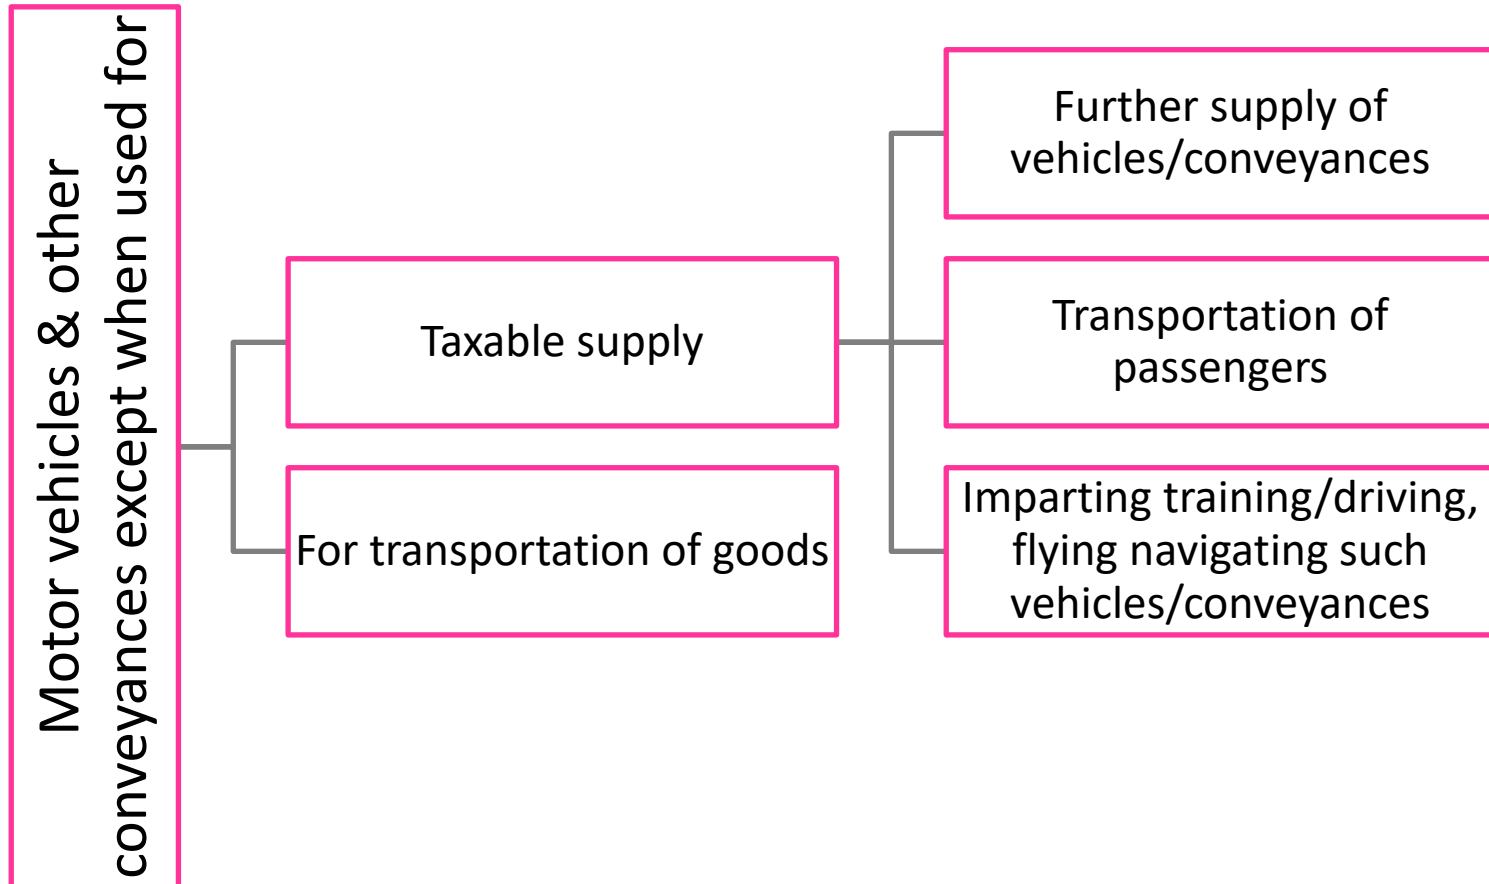 Motor vehicles & other
conveyances except when used for
Taxable supply
For transportation of goods
Further supply of
vehicles/conveyances
Transportation of
passengers
Imparting training/driving,
flying navigating such
vehicles/conveyances